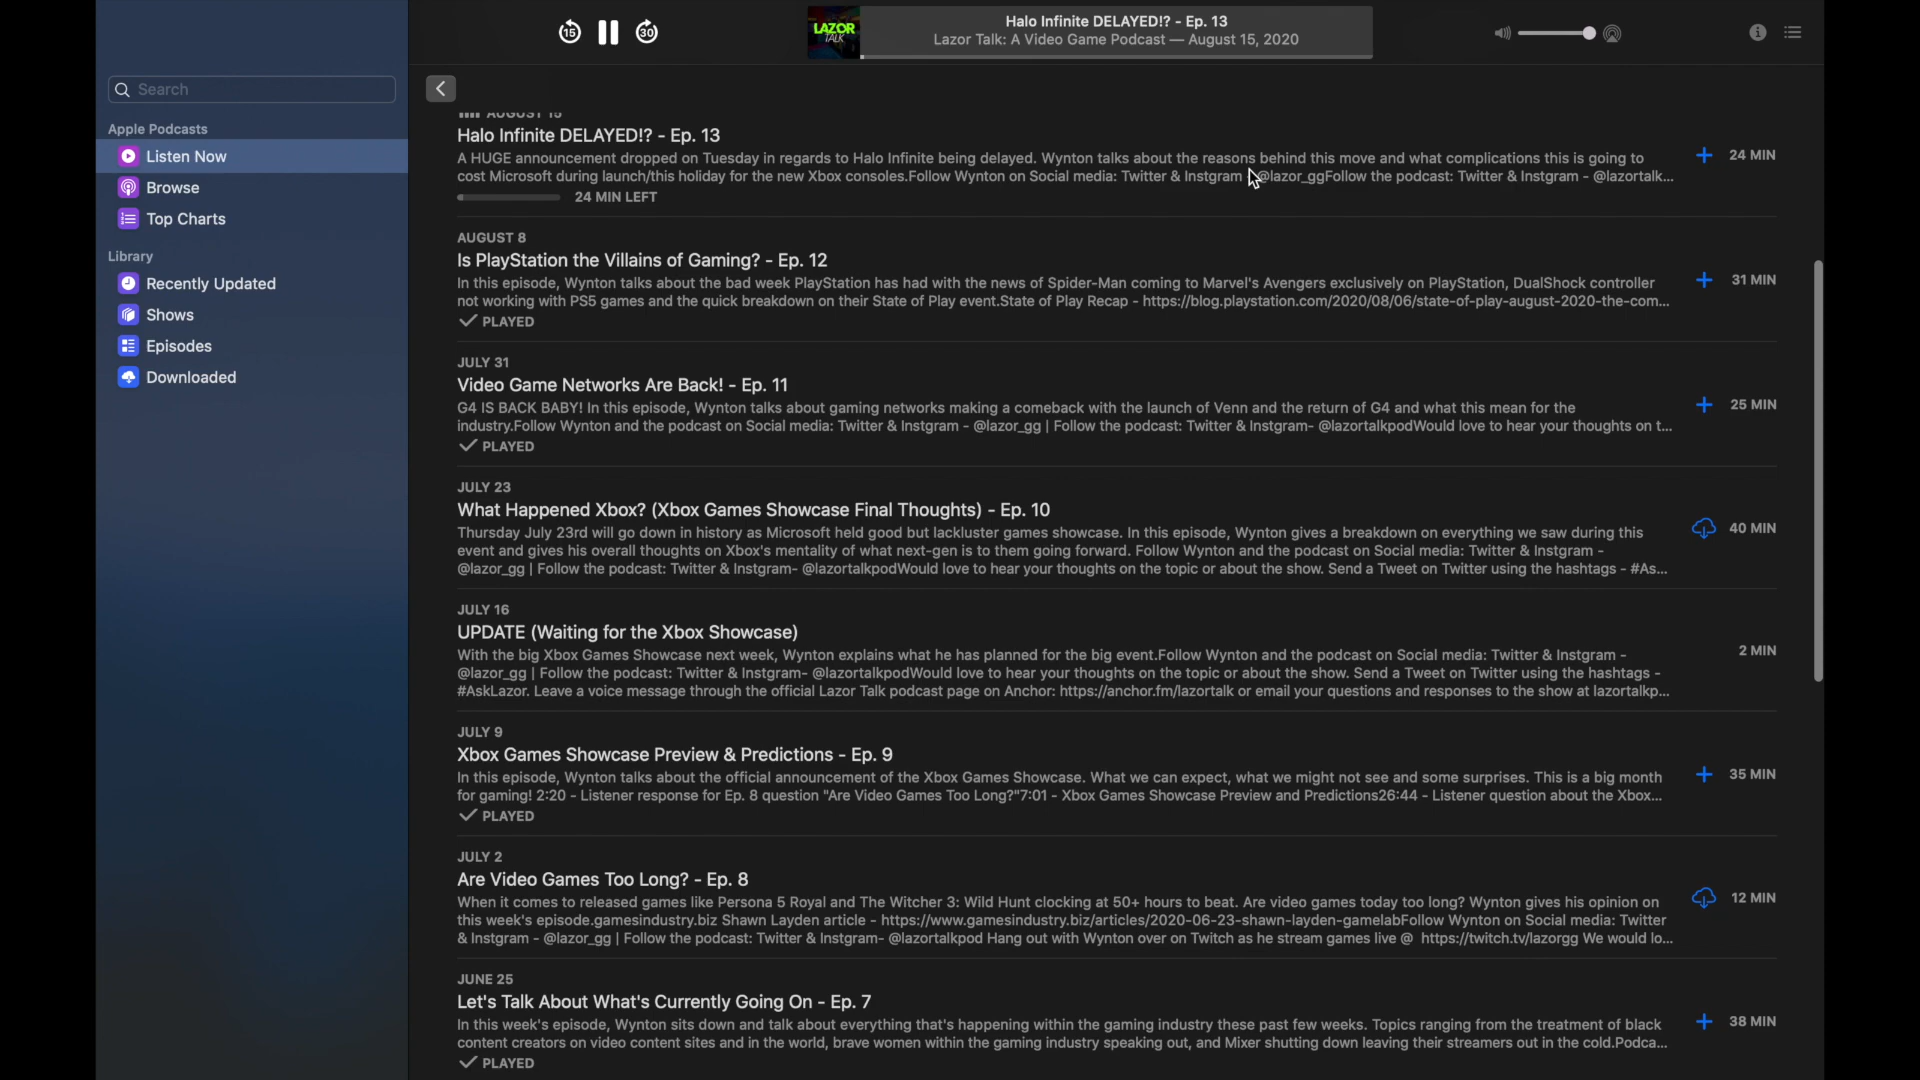 15
30
LAZOR
TALK
Halo Infinite DELAYED!? - Ep. 13
Lazor Talk: A Video Game Podcast — August 15, 2020
Search
Apple Podcasts
Listen Now
Browse
Top Charts
Library
Recently Updated
Shows
Episodes
Downloaded
AUGUST 15
Halo Infinite DELAYED!? - Ep. 13
A HUGE announcement dropped on Tuesday in regards to Halo Infinite being delayed. Wynton talks about the reasons behind this move and what complications this is going to
cost Microsoft during launch/this holiday for the new Xbox consoles.Follow Wynton on Social media: Twitter & Instgram @lazor_ggFollow the podcast: Twitter & Instgram - @lazortalk...
24 MIN LEFT
24 MIN
AUGUST 8
Is PlayStation the Villains of Gaming? - Ep. 12
In this episode, Wynton talks about the bad week PlayStation has had with the news of Spider-Man coming to Marvel's Avengers exclusively on PlayStation, DualShock controller
not working with PS5 games and the quick breakdown on their State of Play event.State of Play Recap - https://blog.playstation.com/2020/08/06/state-of-play-august-2020-the-com...
PLAYED
31 MIN
JULY 31
Video Game Networks Are Back! - Ep. 11
G4 IS BACK BABY! In this episode, Wynton talks about gaming networks making a comeback with the launch of Venn and the return of G4 and what this mean for the
industry.Follow Wynton and the podcast on Social media: Twitter & Instgram - @lazor_gg | Follow the podcast: Twitter & Instgram- @lazortalkpodWould love to hear your thoughts on t...
PLAYED
25 MIN
JULY 23
What Happened Xbox? (Xbox Games Showcase Final Thoughts) - Ep. 10
Thursday July 23rd will go down in history as Microsoft held good but lackluster games showcase. In this episode, Wynton gives a breakdown on everything we saw during this
event and gives his overall thoughts on Xbox's mentality of what next-gen is to them going forward. Follow Wynton and the podcast on Social media: Twitter & Instgram -
@lazor_gg | Follow the podcast: Twitter & Instgram- @lazortalkpodWould love to hear your thoughts on the topic or about the show. Send a Tweet on Twitter using the hashtags - #As...
40 MIN
JULY 16
UPDATE (Waiting for the Xbox Showcase)
With the big Xbox Games Showcase next week, Wynton explains what he has planned for the big event.Follow Wynton and the podcast on Social media: Twitter & Instgram -
@lazor_gg | Follow the podcast: Twitter & Instgram- @lazortalkpodWould love to hear your thoughts on the topic or about the show. Send a Tweet on Twitter using the hashtags -
#AskLazor. Leave a voice message through the official Lazor Talk podcast page on Anchor: https://anchor.fm/lazortalk or email your questions and responses to the show at lazortalkp...
2 MIN
JULY 9
Xbox Games Showcase Preview & Predictions - Ep. 9
In this episode, Wynton talks about the official announcement of the Xbox Games Showcase. What we can expect, what we might not see and some surprises. This is a big month
for gaming! 2:20 - Listener response for Ep. 8 question "Are Video Games Too Long?"7:01 - Xbox Games Showcase Preview and Predictions26:44 - Listener question about the Xbox...
PLAYED
35 MIN
JULY 2
Are Video Games Too Long? - Ep. 8
When it comes to released games like Persona 5 Royal and The Witcher 3: Wild Hunt clocking at 50+ hours to beat. Are video games today too long? Wynton gives his opinion on
this week's episode.gamesindustry.biz Shawn Layden article - https://www.gamesindustry.biz/articles/2020-06-23-shawn-layden-gamelabFollow Wynton on Social media: Twitter
& Instgram - @lazor_gg | Follow the podcast: Twitter & Instgram- @lazortalkpod Hang out with Wynton over on Twitch as he stream games live @ https://twitch.tv/lazorgg We would lo...
12 MIN
JUNE 25
Let's Talk About What's Currently Going On - Ep. 7
In this week's episode, Wynton sits down and talk about everything that's happening within the gaming industry these past few weeks. Topics ranging from the treatment of black
content creators on video content sites and in the world, brave women within the gaming industry speaking out, and Mixer shutting down leaving their streamers out in the cold.Podca...
PLAYED
38 MIN